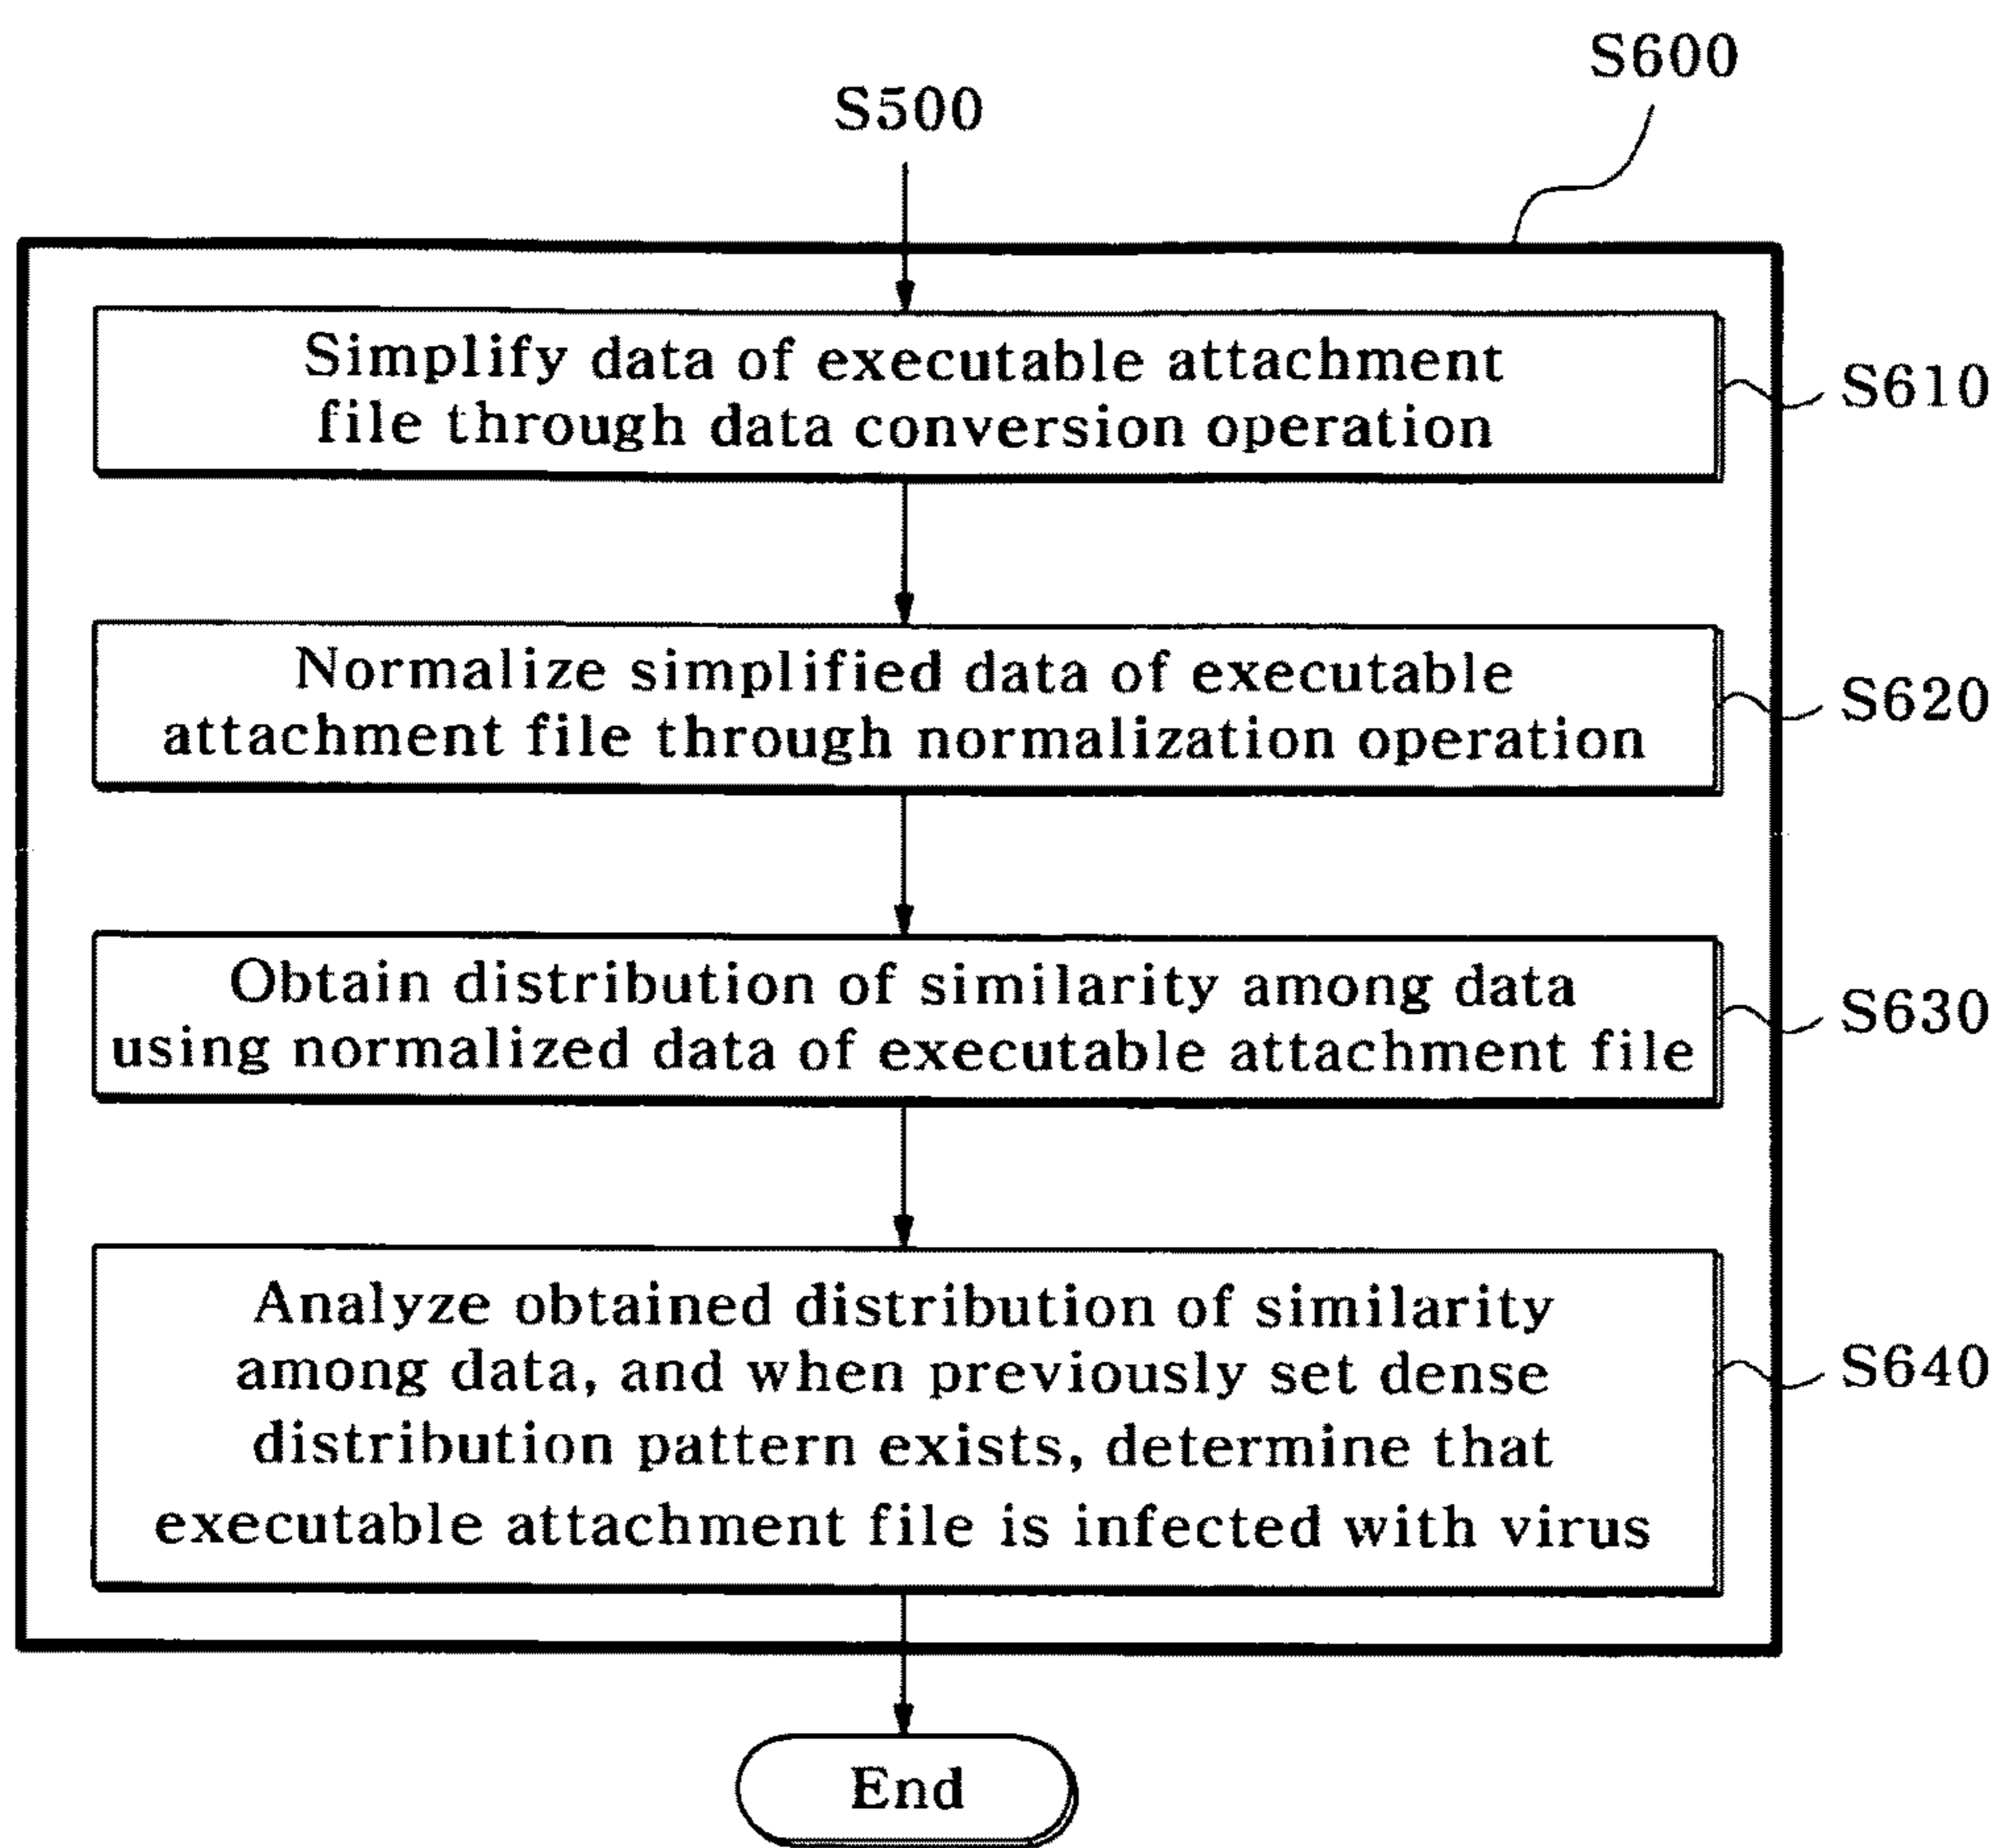 S600
S500
Simplify data of executable attachment
file through data conversion operation
S610
Normalize simplified data of executable
attachment file through normalization operation
S620
Obtain distribution of similarity among data
using normalized data of executable attachment file
S630
Analyze obtained distribution of similarity
among data, and when previously set dense
distribution pattern exists, determine that
executable attachment file is infected with virus
S640
End